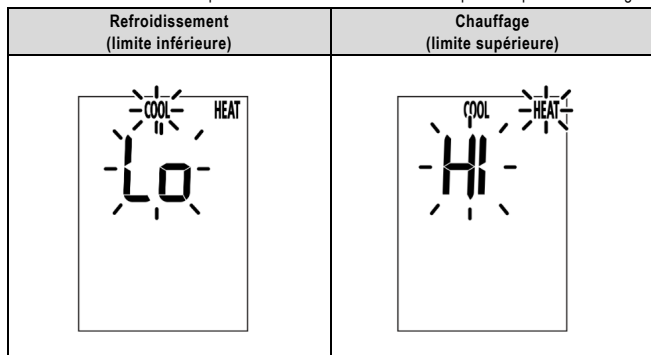 Refroidissement
(limite inférieure)
Chauffage
(limite supérieure)
COOL HEAT
Lo
COOL HEAT
HI